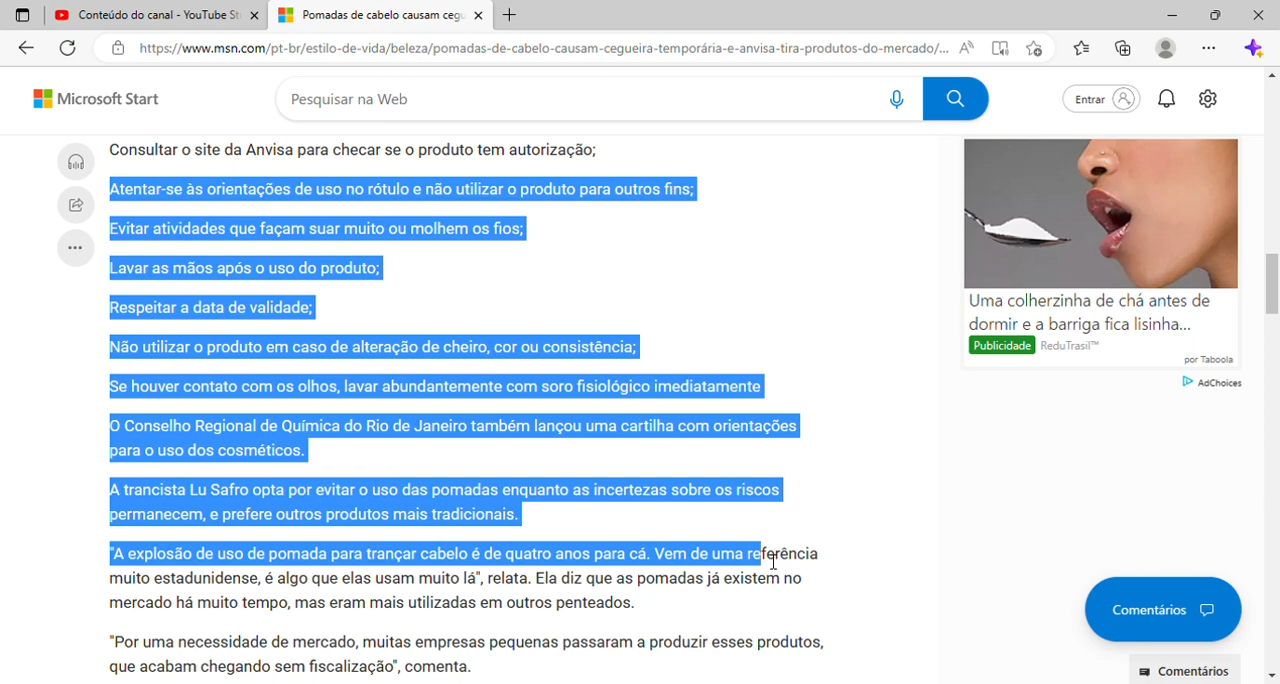 Conteúdo do canal - YouTube St
Pomadas de cabelo causam cegu
https://www.msn.com/pt-br/estilo-de-vida/beleza/pomadas-de-cabelo-causam-cegueira-temporária-e-anvisa-tira-produtos-do-mercado/...
Microsoft Start
Pesquisar na Web
Entrar
Consultar o site da Anvisa para checar se o produto tem autorização;
Atentar-se às orientações de uso no rótulo e não utilizar o produto para outros fins;
Evitar atividades que façam suar muito ou molhem os fios;
Lavar as mãos após o uso do produto;
Respeitar a data de validade;
Não utilizar o produto em caso de alteração de cheiro, cor ou consistência;
Se houver contato com os olhos, lavar abundantemente com soro fisiológico imediatamente
O Conselho Regional de Química do Rio de Janeiro também lançou uma cartilha com orientações
para o uso dos cosméticos.
A trancista Lu Safro opta por evitar o uso das pomadas enquanto as incertezas sobre os riscos
permanecem, e prefere outros produtos mais tradicionais.
"A explosão de uso de pomada para trançar cabelo é de quatro anos para cá. Vem de uma referência
muito estadunidense, é algo que elas usam muito lá", relata. Ela diz que as pomadas já existem no
mercado há muito tempo, mas eram mais utilizadas em outros penteados.
"Por uma necessidade de mercado, muitas empresas pequenas passaram a produzir esses produtos,
que acabam chegando sem fiscalização", comenta.
Uma colherzinha de chá antes de
dormir e a barriga fica lisinha...
Publicidade ReduTrasil™
por Taboola
AdChoices
Comentários
Comentários